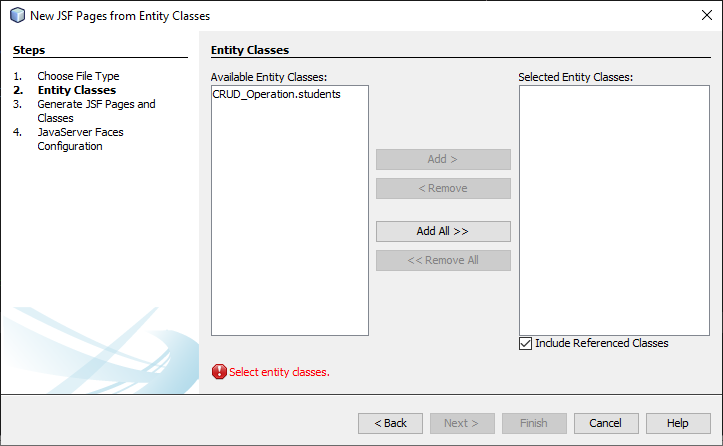 New JSF Pages from Entity Classes
Steps
1. Choose File Type
2. Entity Classes
3. Generate JSF Pages and
Classes
4. JavaServer Faces
Configuration
Entity Classes
Available Entity Classes:
CRUD_Operation.students
Add >
< Remove
Add All >>
<< Remove All
Selected Entity Classes:
Include Referenced Classes
Select entity classes.
< Back
Next >
Finish
Cancel
Help